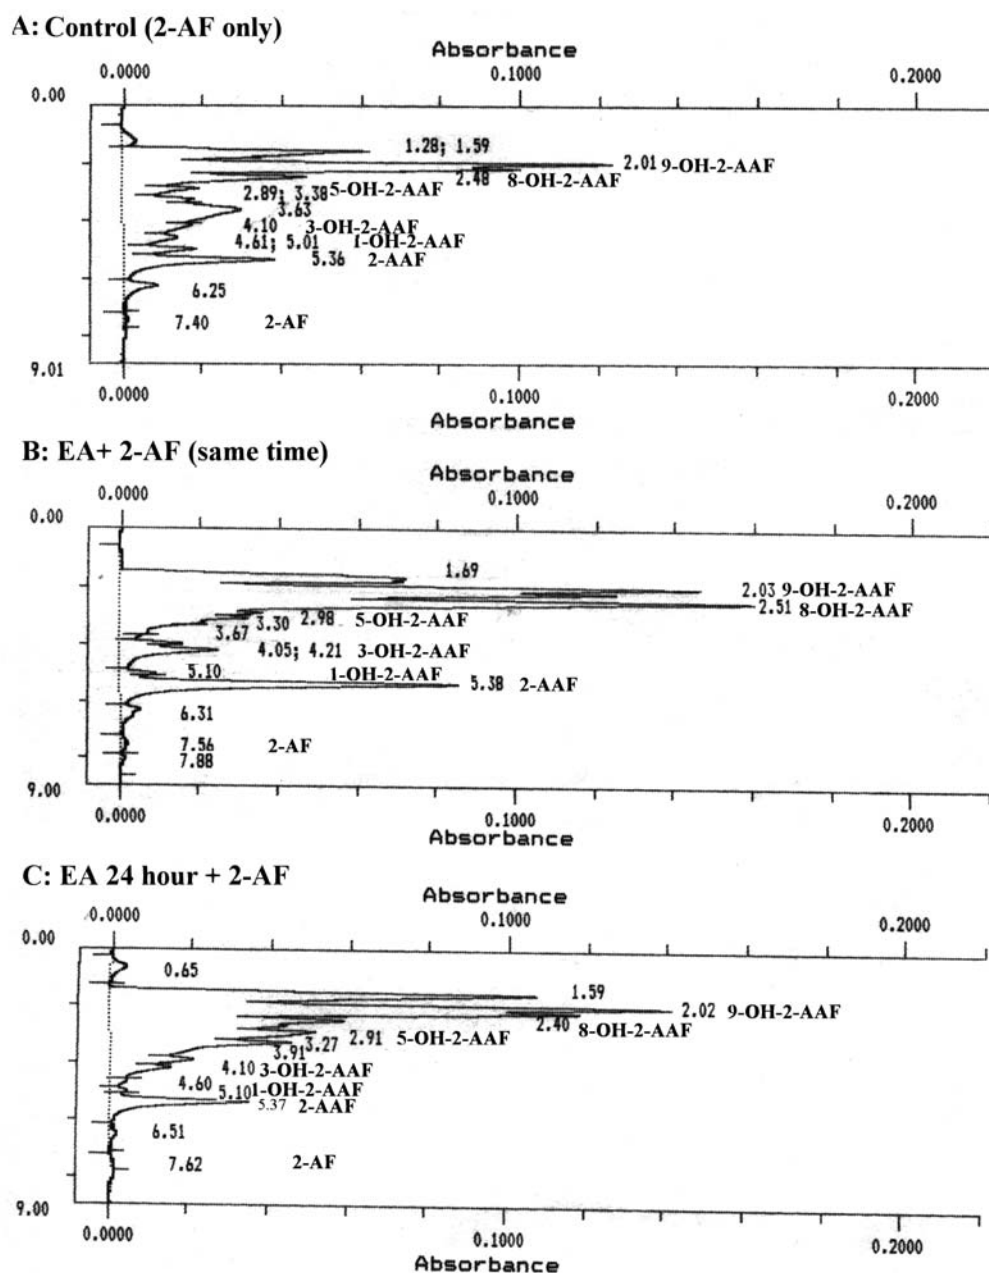 A: Control (2-AF only)
Absorbance
0.0000 0.1000 0.2000
0.00
1.28; 1.59
2.01 9-OH-2-AAF
2.48 8-OH-2-AAF
2.89; 3.38 5-OH-2-AAF
3.63
4.10 3-OH-2-AAF
4.61; 5.01 1-OH-2-AAF
5.36 2-AAF
6.25
7.40 2-AF
9.01
0.0000 0.1000 0.2000
Absorbance
B: EA+ 2-AF (same time)
Absorbance
0.0000 0.1000 0.2000
0.00
1.69
2.03 9-OH-2-AAF
2.51 8-OH-2-AAF
3.30 2.98 5-OH-2-AAF
3.67
4.05; 4.21 3-OH-2-AAF
5.10 1-OH-2-AAF
5.38 2-AAF
6.31
7.56 2-AF
7.88
9.00
0.0000 0.1000 0.2000
Absorbance
C: EA 24 hour + 2-AF
Absorbance
0.0000 0.1000 0.2000
0.00
0.65
1.59
2.02 9-OH-2-AAF
2.40 8-OH-2-AAF
2.91 5-OH-2-AAF
3.27
3.91
4.10 3-OH-2-AAF
4.60
5.10 1-OH-2-AAF
5.37 2-AAF
6.51
7.62 2-AF
9.00
0.0000 0.1000 0.2000
Absorbance